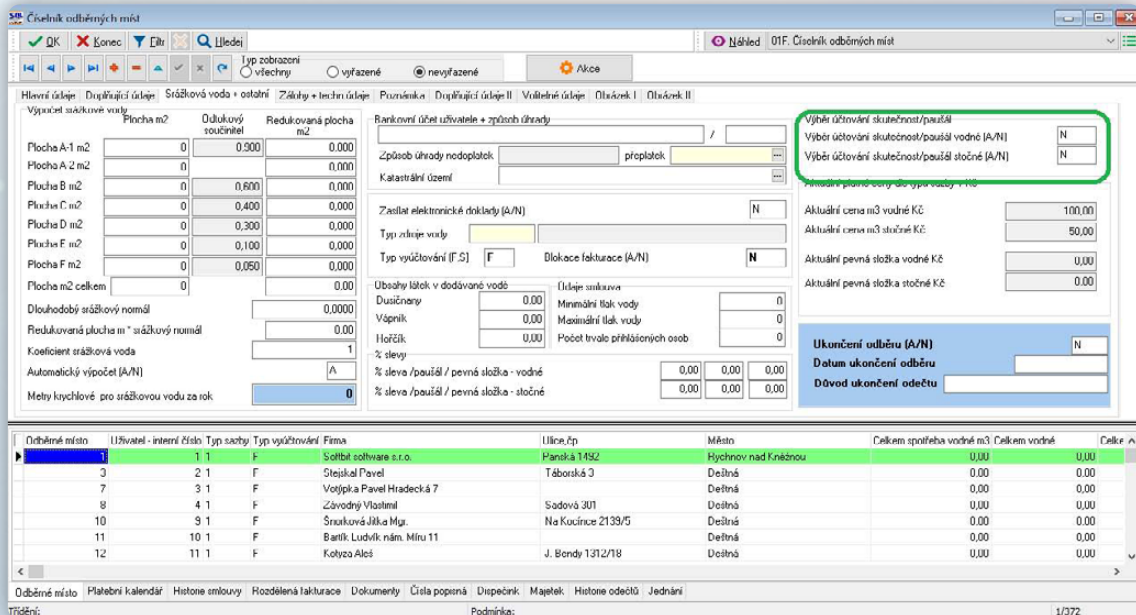 Číselník odběrných míst
OK Konec Filtr Hledej Náhled 01F. Číselník odběrných míst
Typ zobrazení
všechny vyřazené nevyřazené Akce
Hlavní údaje Doplňující údaje Srážková voda + ostatní Zálohy + techn.údaje Poznámka Doplňující údaje II Volitelné údaje Obrázek I Obrázek II
Výpočet srážkové vody
Plocha m2 Odtokový součinitel Redukovaná plocha m2
Plocha A-1 m2 0 0.900 0.000
Plocha A-2 m2 0 0,000
Plocha B m2 0 0,600 0,000
Plocha C m2 0 0,400 0,000
Plocha D m2 0 0,300 0,000
Plocha E m2 0 0,100 0,000
Plocha F m2 0 0,050 0,000
Plocha m2 celkem 0 0.00
Dlouhodobý srážkový normál 0,0000
Redukovaná plocha m * srážkový normál 0.00
Koeficient srážková voda 1
Automatický výpočet (A/N) A
Metry krychlové pro srážkovou vodu za rok 0
Bankovní účet uživatele + způsob úhrady
/
Způsob úhrady nedoplatek přeplatek ...
Katastrální území ...
Zasílat elektronické doklady (A/N) N
Typ zdroje vody
Typ vyúčtování (F,S) F Blokace fakturace (A/N) N
Obsahy látek v dodávané vodě
Dusičnany 0.00
Vápník 0,00
Hořčík 0,00
Údaje smlouva
Minimální tlak vody 0
Maximální tlak vody 0
Počet trvale přihlášených osob 0
% slevy
% sleva /paušál / pevná složka - vodné 0,00 0,00 0,00
% sleva /paušál / pevná složka - stočné 0,00 0,00 0,00
Výběr účtování skutečnost/paušál
Výběr účtování skutečnost/paušál vodné (A/N) N
Výběr účtování skutečnost/paušál stočné (A/N) N
Aktuální platné ceny dle typu sazby v Kč
Aktuální cena m3 vodné Kč 100,00
Aktuální cena m3 stočné Kč 50,00
Aktuální pevná složka vodné Kč 0,00
Aktuální pevná složka stočné Kč 0.00
Ukončení odběru (A/N) N
Datum ukončení odběru
Důvod ukončení odečtu
Odběrné místo Uživatel - interní číslo Typ sazby Typ vyúčtování Firma Ulice,čp Město Celkem spotřeba vodné m3 Celkem vodné Celke
1 1 1 F Softbit software s.r.o. Panská 1492 Rychnov nad Kněžnou 0,00 0,00
3 2 1 F Stejskal Pavel Táborská 3 Deštná 0,00 0,00
7 3 1 F Votýpka Pavel Hradecká 7 Deštná 0,00 0,00
8 4 1 F Závodný Vlastimil Sadová 301 Deštná 0,00 0,00
10 9 1 F Šnorková Jitka Mgr. Na Kocínce 2139/5 Deštná 0.00 0.00
11 10 1 F Bartík Ludvík nám. Míru 11 Deštná 0,00 0,00
12 11 1 F Kotyza Aleš J. Bendy 1312/18 Deštná 0,00 0,00
Odběrné místo Platební kalendář Historie smlouvy Rozdělená fakturace Dokumenty Čísla popisná Dispečink Majetek Historie odečtů Jednání
Třídění: Podmínka: 1/372